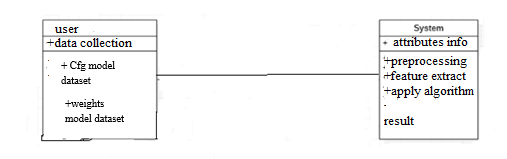 user
+data collection
+ Cfg model
dataset
+weights
model dataset
System
+ attributes info
+preprocessing
+feature extract
+apply algorithm
result